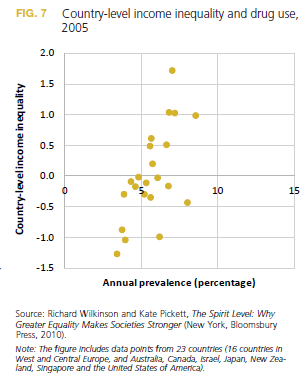 FIG. 7 Country-level income inequality and drug use,
2005
Country-level income inequality
2.0
1.5
1.0
0.5
0.0
-0.5
-1.0
-1.5
0
5
10
15
Annual prevalence (percentage)
Source: Richard Wilkinson and Kate Pickett, The Spirit Level: Why
Greater Equality Makes Societies Stronger (New York, Bloomsbury
Press, 2010).
Note: The figure includes data points from 23 countries (16 countries in
West and Central Europe, and Australia, Canada, Israel, Japan, New Zea-
land, Singapore and the United States of America).